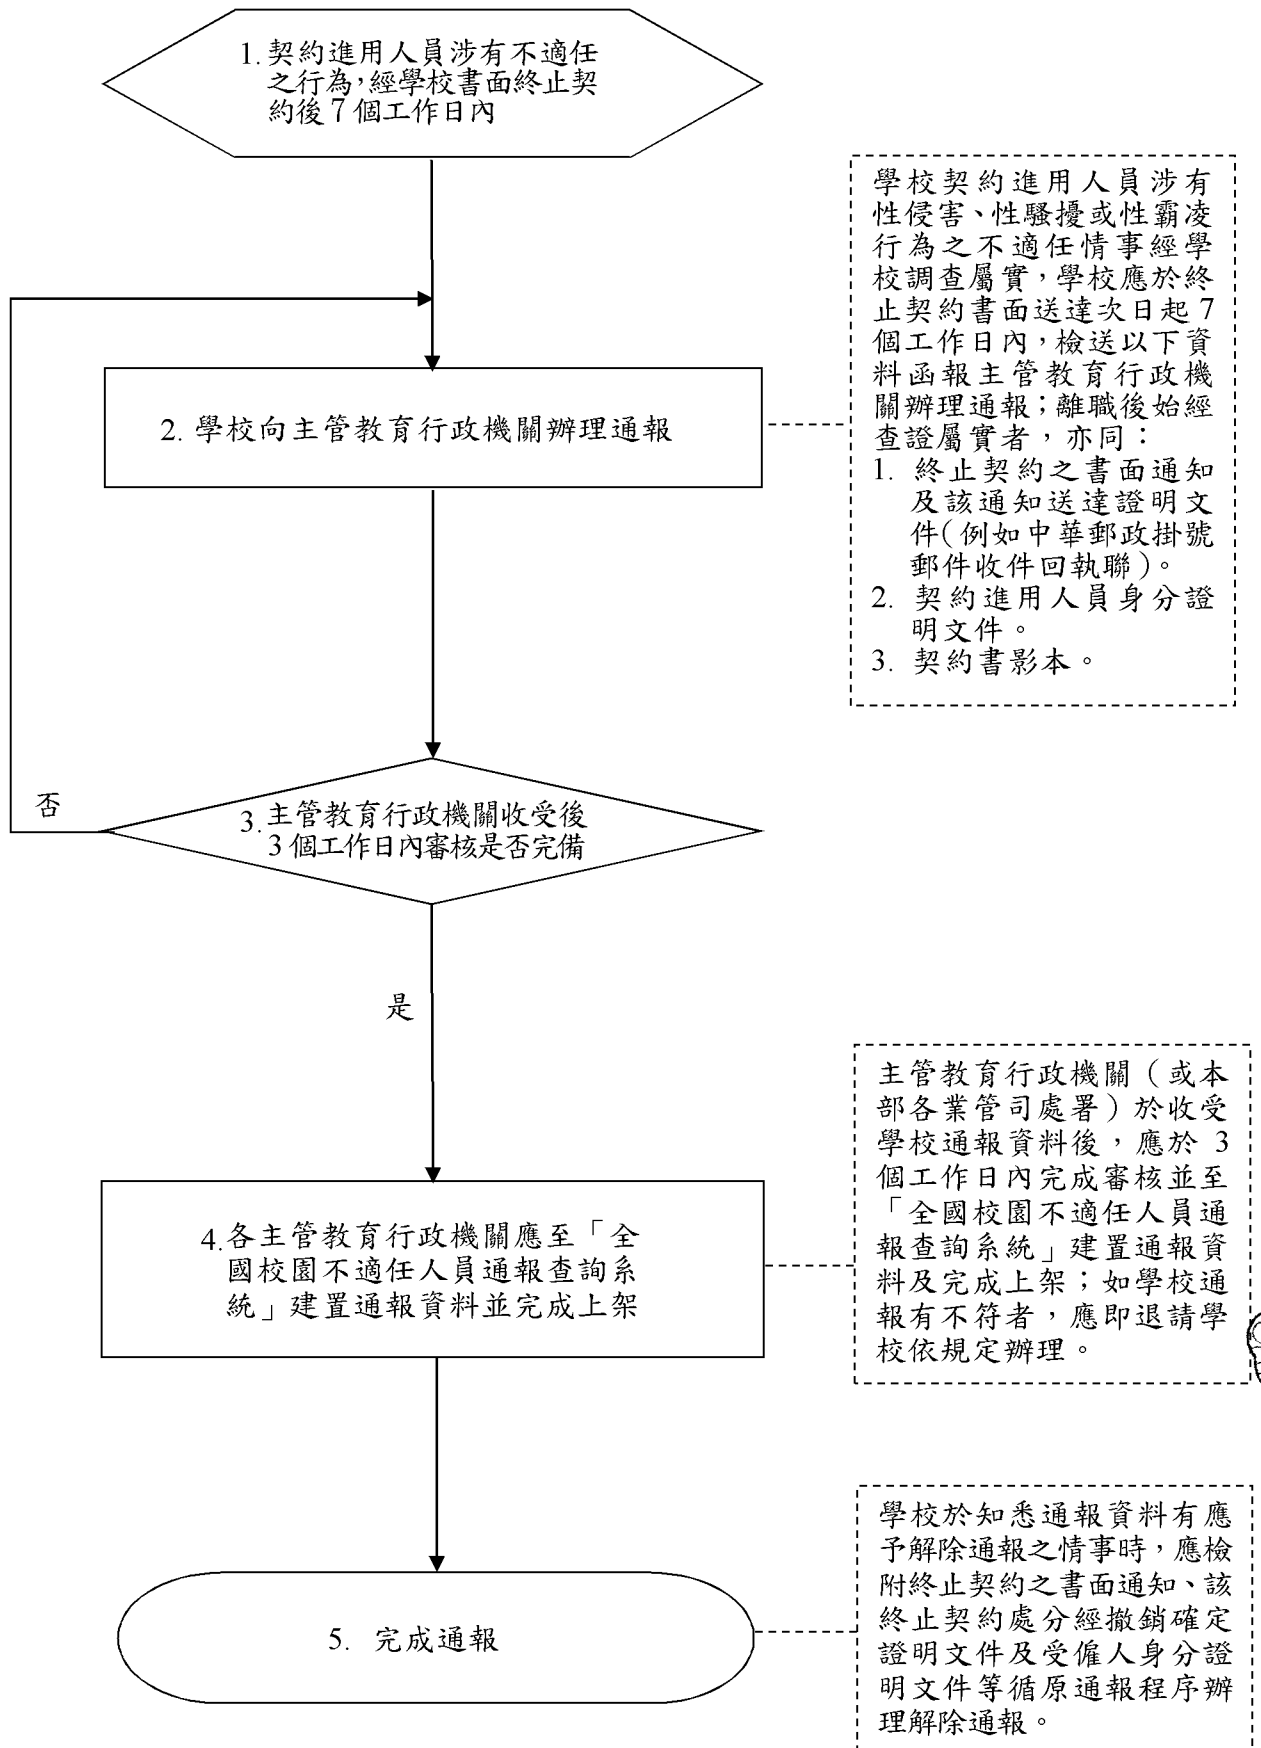 1.契約進用人員涉有不適任
之行為,經學校書面終止契
約後7個工作日內
學校契約進用人員涉有
性侵害、性騷擾或性霸凌
行為之不適任情事經學
校調查屬實,學校應於終
止契約書面送達次日起7
個工作日內,檢送以下資
料函報主管教育行政機
關辦理通報;離職後始經
查證屬實者,亦同:
1. 終止契約之書面通知
及該通知送達證明文
件(例如中華郵政掛號
郵件收件回執聯)。
2. 契約進用人員身分證
明文件。
3. 契約書影本。
2. 學校向主管教育行政機關辦理通報
否
3.主管教育行政機關收受後
3個工作日內審核是否完備
是
主管教育行政機關(或本
部各業管司處署)於收受
學校通報資料後,應於 3
個工作日內完成審核並至
「全國校園不適任人員通
報查詢系統」建置通報資
料及完成上架;如學校通
報有不符者,應即退請學
校依規定辦理。
4.各主管教育行政機關應至「全
國校園不適任人員通報查詢系
統」建置通報資料並完成上架
學校於知悉通報資料有應
予解除通報之情事時,應檢
附終止契約之書面通知、該
終止契約處分經撤銷確定
證明文件及受僱人身分證
明文件等循原通報程序辦
理解除通報。
5. 完成通報